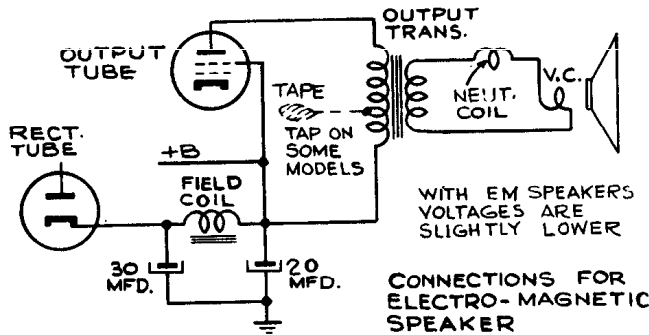 OUTPUT
TRANS.
OUTPUT
TUBE
V.C.
TAPE
NEUT.
COIL
TAP ON
SOME
MODELS
RECT.
TUBE
+B
FIELD
COIL
WITH EM SPEAKERS
VOLTAGES ARE
SLIGHTLY LOWER
30
MFD.
20
MFD.
CONNECTIONS FOR
ELECTRO-MAGNETIC
SPEAKER